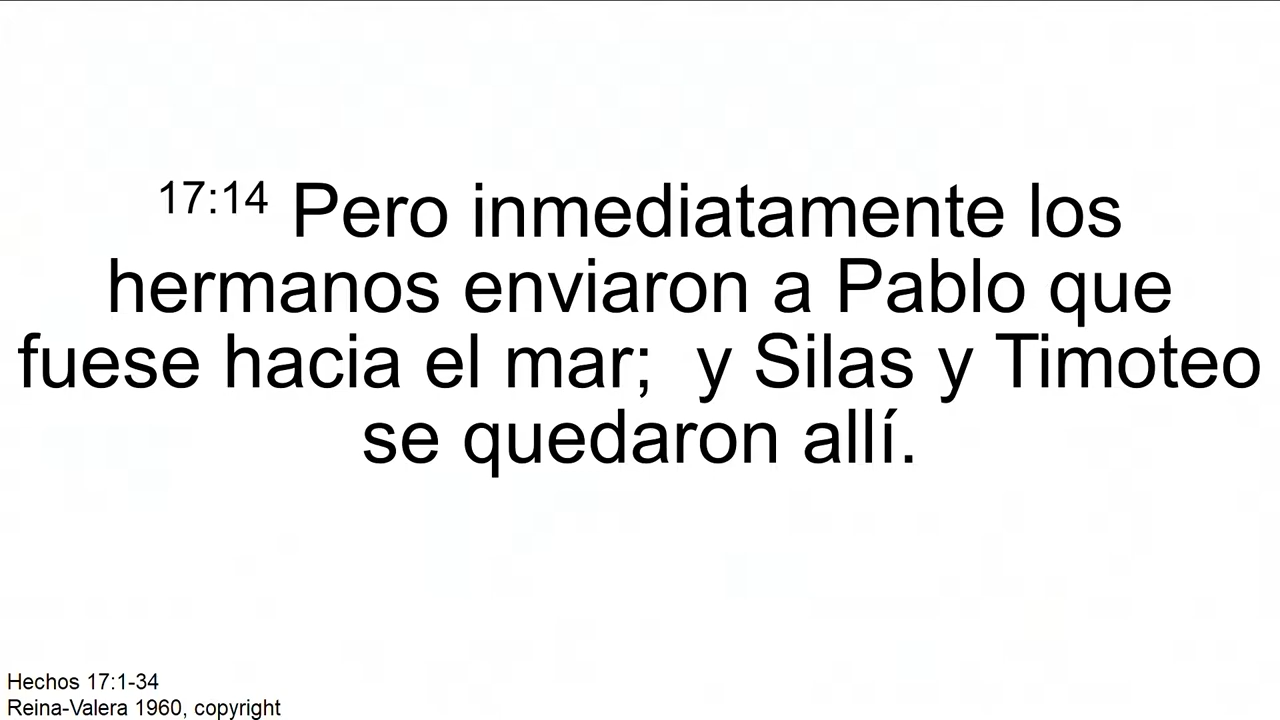 17:14 Pero inmediatamente los
hermanos enviaron a Pablo que
fuese hacia el mar;  y Silas y Timoteo
se quedaron allí.
Hechos 17:1-34
Reina-Valera 1960, copyright